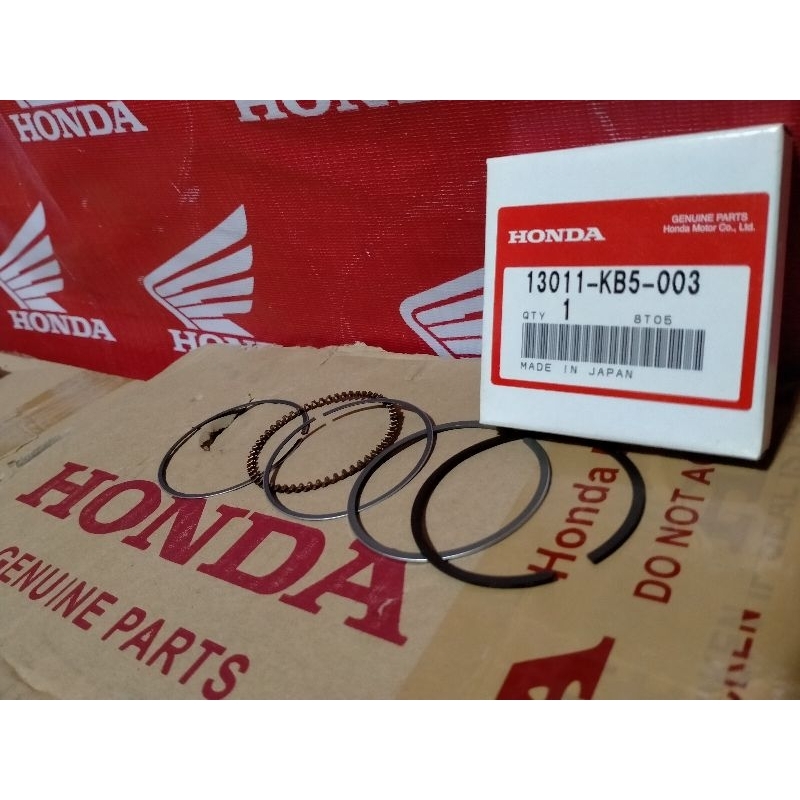 HONDA
HONDA
HONDA
HONDA
HONDA
GENUINE PARTS
Honda Motor Co., Ltd.
13011-KB5-003
QTY 1 8T05
MADE IN JAPAN
HONDA
GENUINE PARTS
Honda
DO NOT A